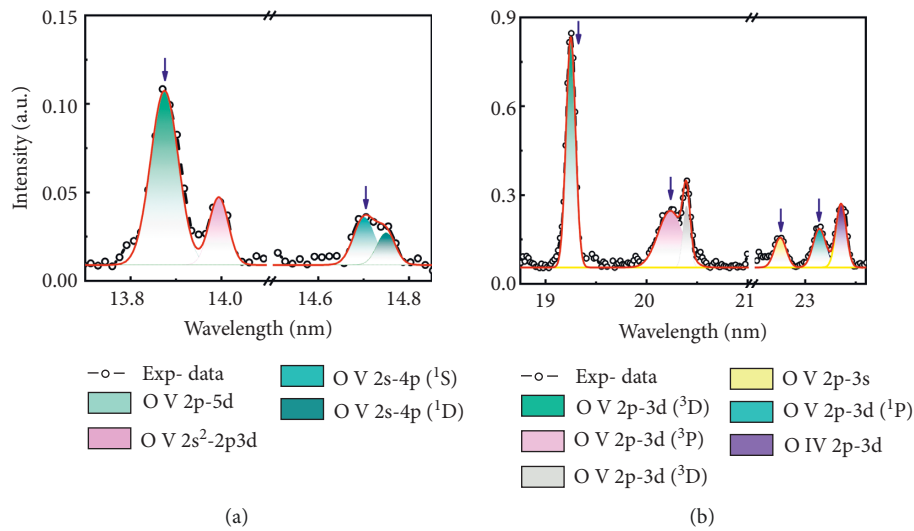 (a)
0.15
0.10
0.05
0.00
Intensity (a.u.)
13.8 14.0 14.6 14.8
Wavelength (nm)
Exp- data
O V 2p-5d
O V 2s²-2p3d
O V 2s-4p (¹S)
O V 2s-4p (¹D)
(a)
(b)
0.9
0.6
0.3
0.0
19 20 21 23
Wavelength (nm)
Exp- data
O V 2p-3d (³D)
O V 2p-3d (³P)
O V 2p-3d (³D)
O V 2p-3s
O V 2p-3d (¹P)
O IV 2p-3d
(b)